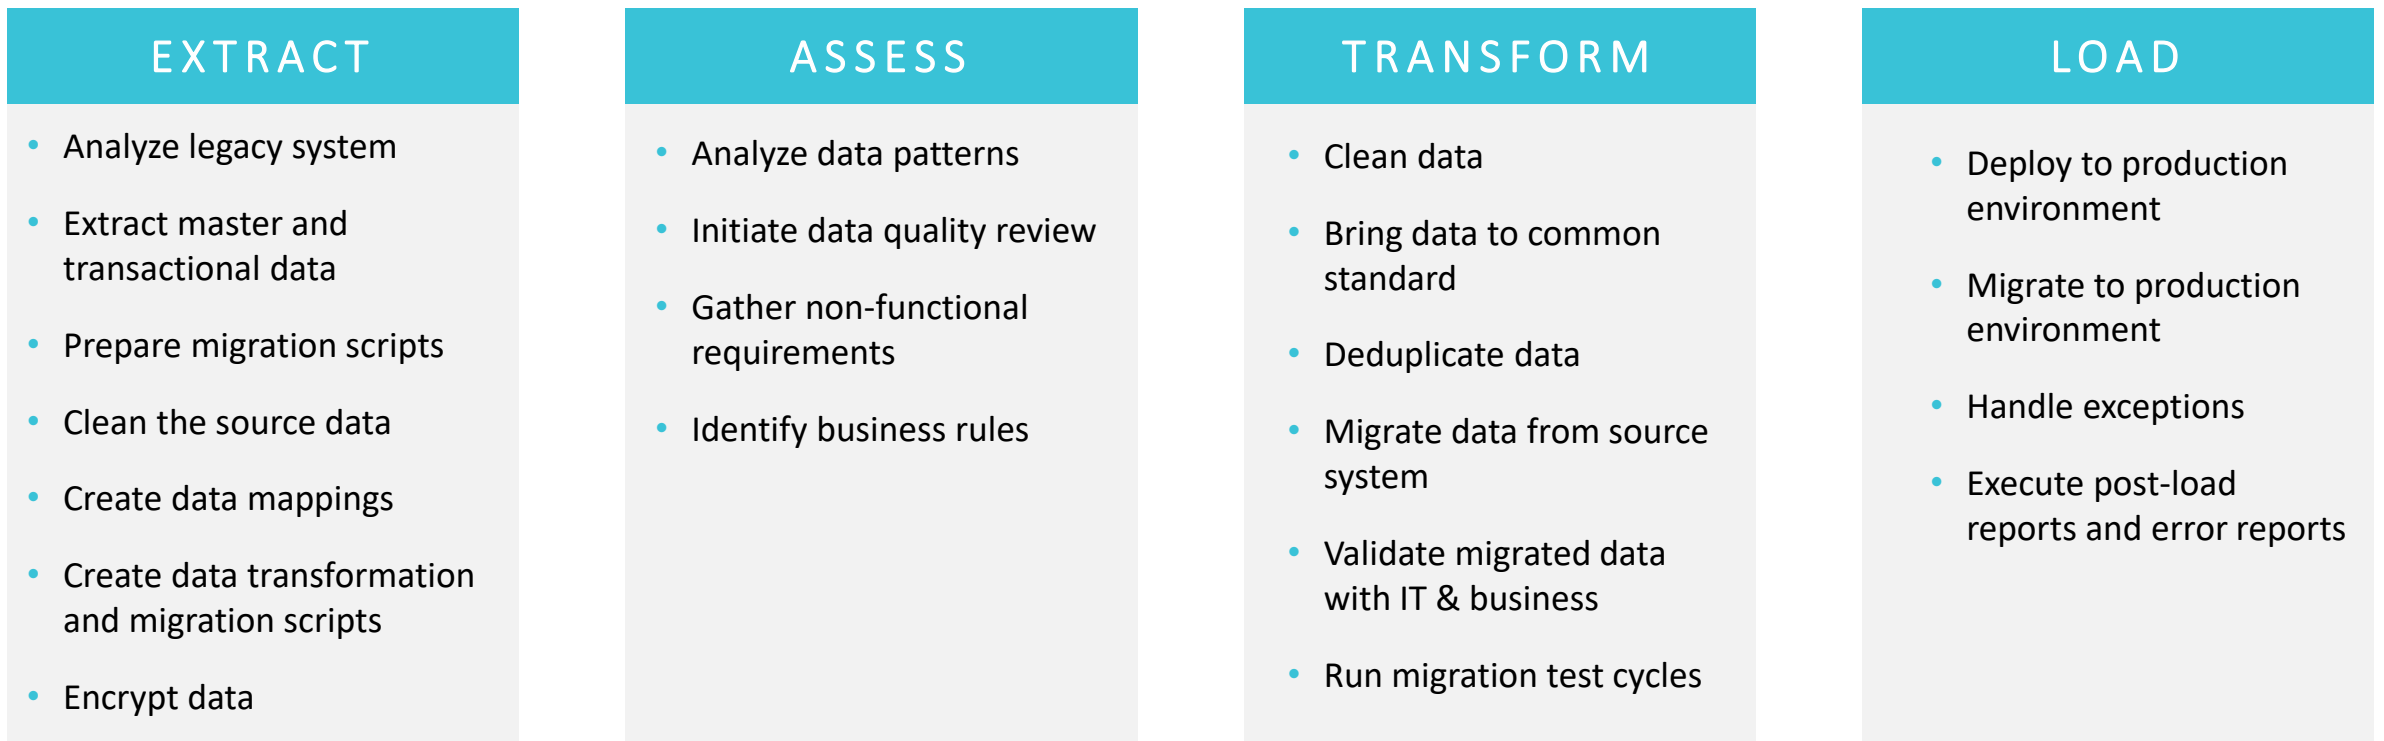 EXTRACT
• Analyze legacy system
• Extract master and
transactional data
• Prepare migration scripts
• Clean the source data
• Create data mappings
• Create data transformation
and migration scripts
• Encrypt data
ASSESS
• Analyze data patterns
• Initiate data quality review
• Gather non-functional
requirements
• Identify business rules
TRANSFORM
• Clean data
• Bring data to common
standard
• Deduplicate data
• Migrate data from source
system
• Validate migrated data
with IT & business
• Run migration test cycles
LOAD
• Deploy to production
environment
• Migrate to production
environment
• Handle exceptions
• Execute post-load
reports and error reports